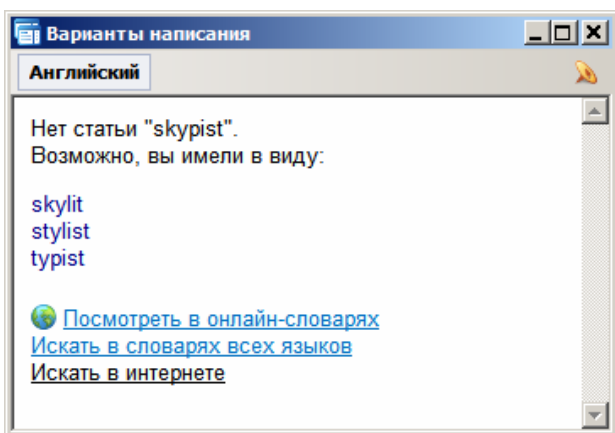 Варианты написания
Английский
Нет статьи "skypist".
Возможно, вы имели в виду:
skylit
stylist
typist
Посмотреть в онлайн-словарях
Искать в словарях всех языков
Искать в интернете